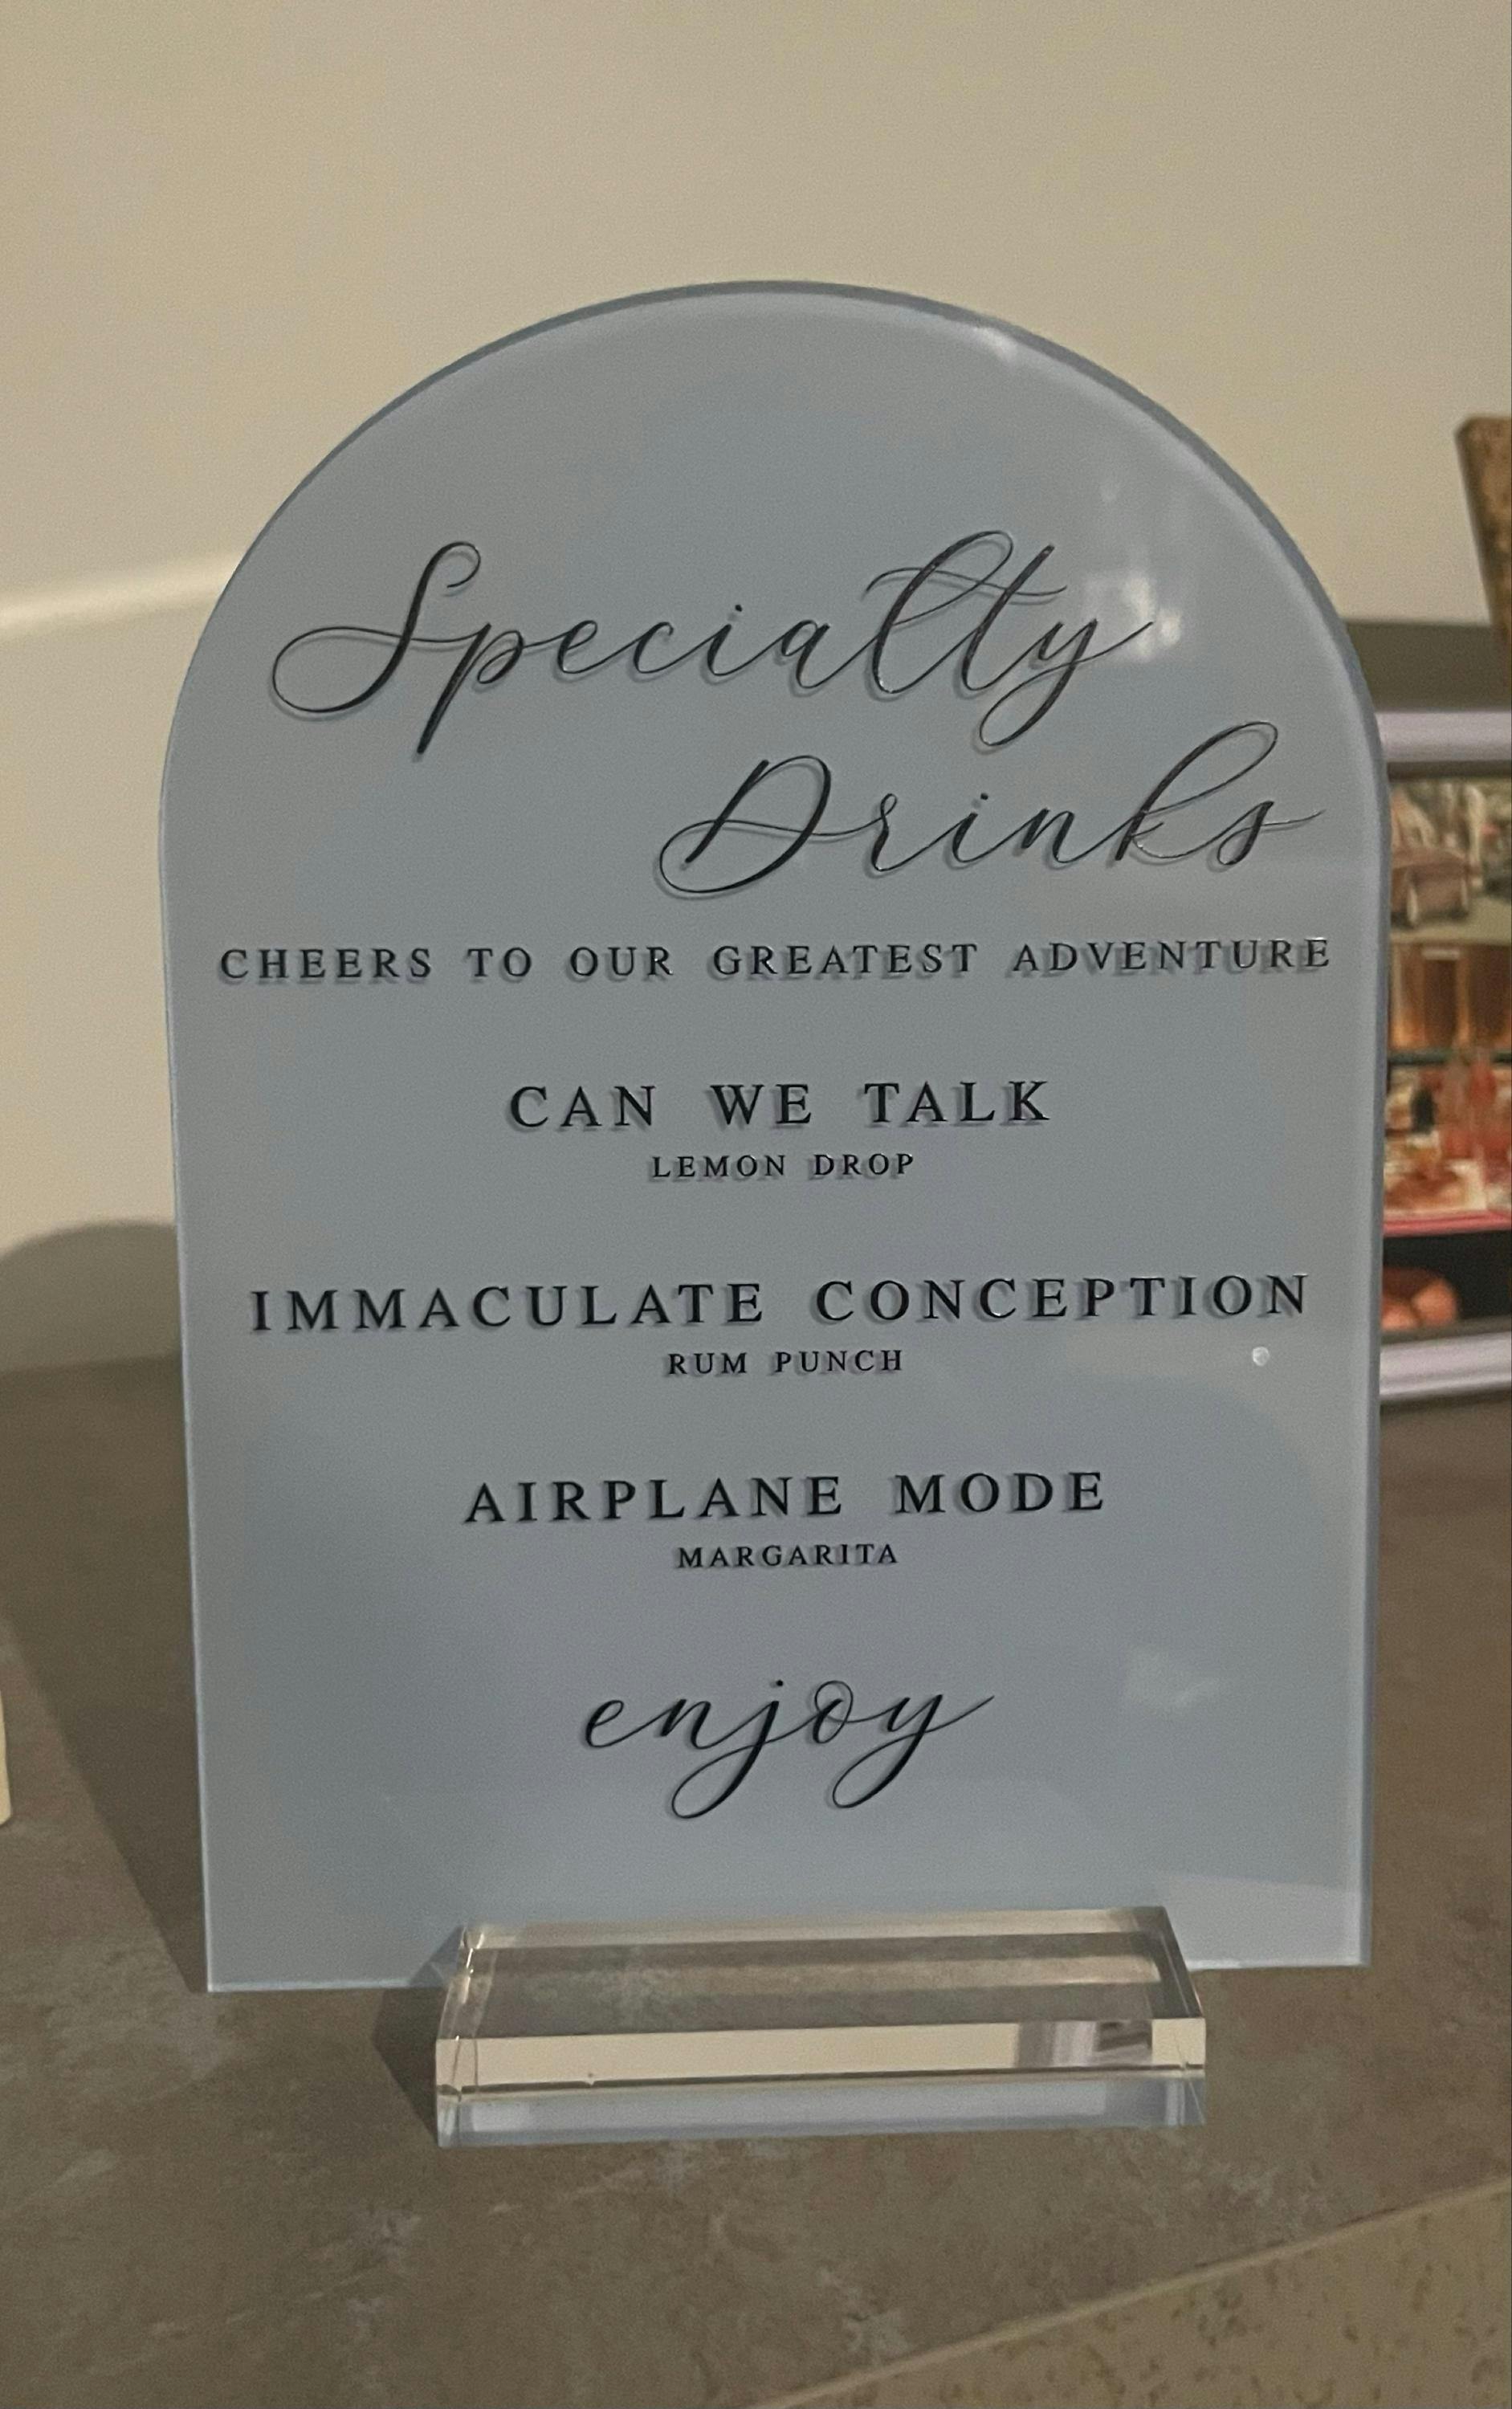 Specialty
Drinks
CHEERS TO OUR GREATEST ADVENTURE
CAN WE TALK
LEMON DROP
IMMACULATE CONCEPTION
RUM PUNCH
AIRPLANE MODE
MARGARITA
enjoy